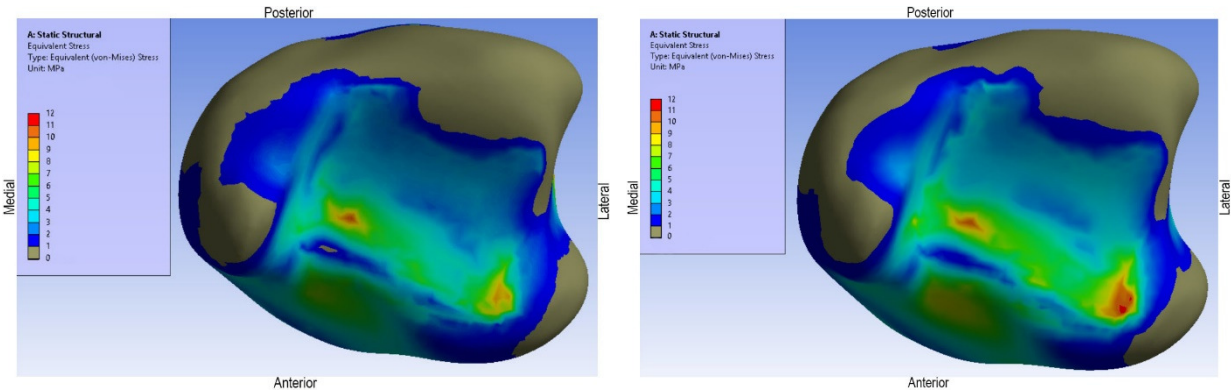 Posterior
A: Static Structural
Equivalent Stress
Type: Equivalent (von-Mises) Stress
Unit: MPa
12
11
10
9
8
7
6
5
4
3
2
1
0
Medial
Lateral
Anterior
Posterior
A: Static Structural
Equivalent Stress
Type: Equivalent (von-Mises) Stress
Unit: MPa
12
11
10
9
8
7
6
5
4
3
2
1
0
Medial
Lateral
Anterior